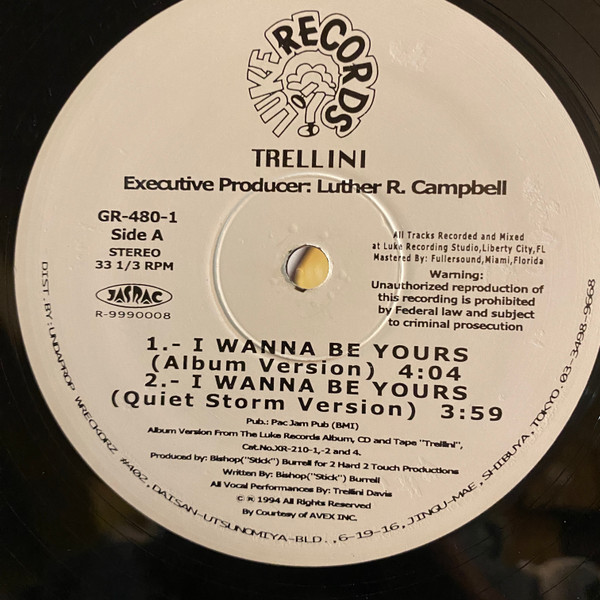 LUKE RECORDS
TRELLINI
Executive Producer: Luther R. Campbell
GR-480-1
Side A
STEREO
33 1/3 RPM
JASRAC
R-9990008
All Tracks Recorded and Mixed
at Luke Recording Studio,Liberty City,FL
Mastered By: Fullersound,Miami,Florida
Warning:
Unauthorized reproduction of
this recording is prohibited
by Federal law and subject
to criminal prosecution
1.- I WANNA BE YOURS
(Album Version) 4:04
2.- I WANNA BE YOURS
(Quiet Storm Version) 3:59
Pub.: Pac Jam Pub (BMI)
Album Version From The Luke Records Album, CD and Tape "Trellini",
Cat.No.XR-210-1,-2 and 4.
Produced by: Bishop("Stick") Burrell for 2 Hard 2 Touch Productions
Written By: Bishop("Stick") Burrell
All Vocal Performances By: Trellini Davis
© ℗ 1994 All Rights Reserved
By Courtesy of AVEX INC.
DIST. BY: UNDAPROP WRECKORZ #402, DAISAN-UTSUNOMIYA-BLD., 6-19-16, JINGU-MAE, SHIBUYA, TOKYO. 03-3498-9668